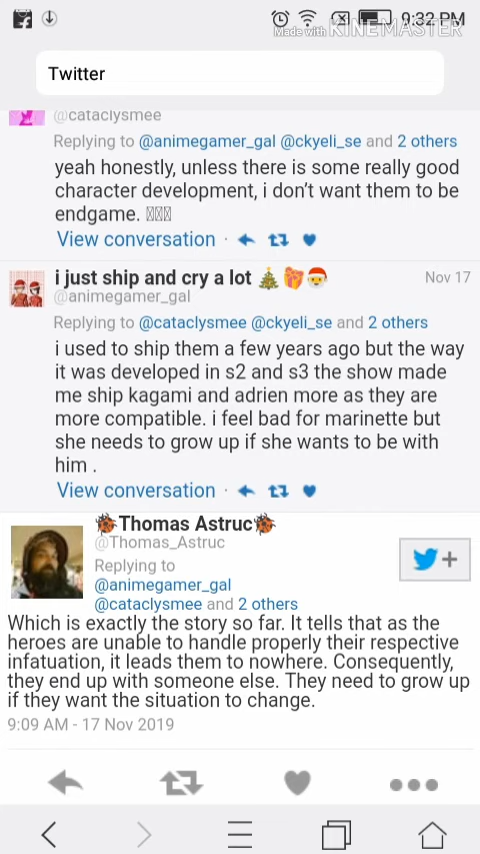 9:32 PM
Made with KINEMASTER
Twitter
@cataclysmee
Replying to @animegamer_gal @ckyeli_se and 2 others
yeah honestly, unless there is some really good
character development, i don't want them to be
endgame.
View conversation ·
i just ship and cry a lot 🎄🎁🎅
Nov 17
@animegamer_gal
Replying to @cataclysmee @ckyeli_se and 2 others
i used to ship them a few years ago but the way
it was developed in s2 and s3 the show made
me ship kagami and adrien more as they are
more compatible. i feel bad for marinette but
she needs to grow up if she wants to be with
him .
View conversation ·
🐞Thomas Astruc🐞
@Thomas_Astruc
Replying to
@animegamer_gal
@cataclysmee and 2 others
Which is exactly the story so far. It tells that as the
heroes are unable to handle properly their respective
infatuation, it leads them to nowhere. Consequently,
they end up with someone else. They need to grow up
if they want the situation to change.
9:09 AM - 17 Nov 2019